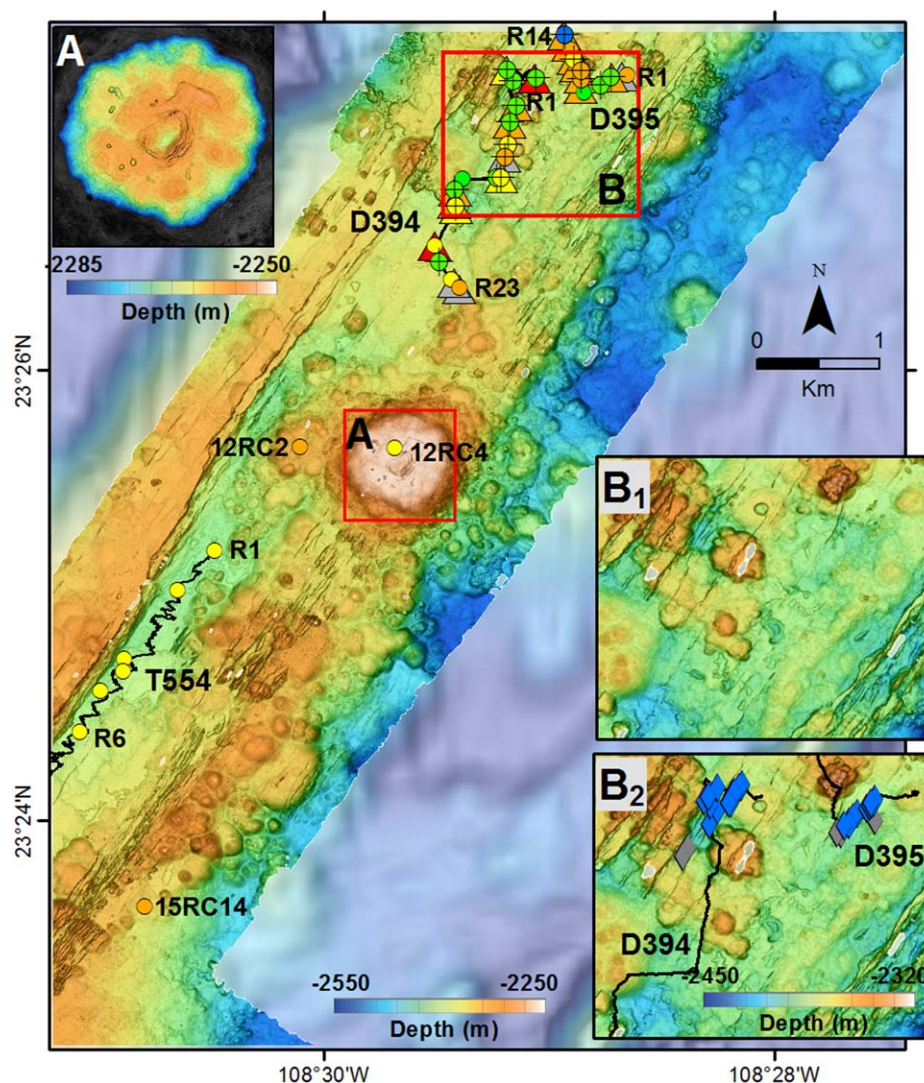 A
-2285
-2250
Depth (m)
R14
R1
R1
D395
B
D394
R23
N
0
1
Km
23°26'N
A
12RC2
12RC4
B1
R1
T554
R6
B2
23°24'N
D395
15RC14
D394
-2550
-2250
Depth (m)
-2450
-2320
Depth (m)
108°30'W
108°28'W